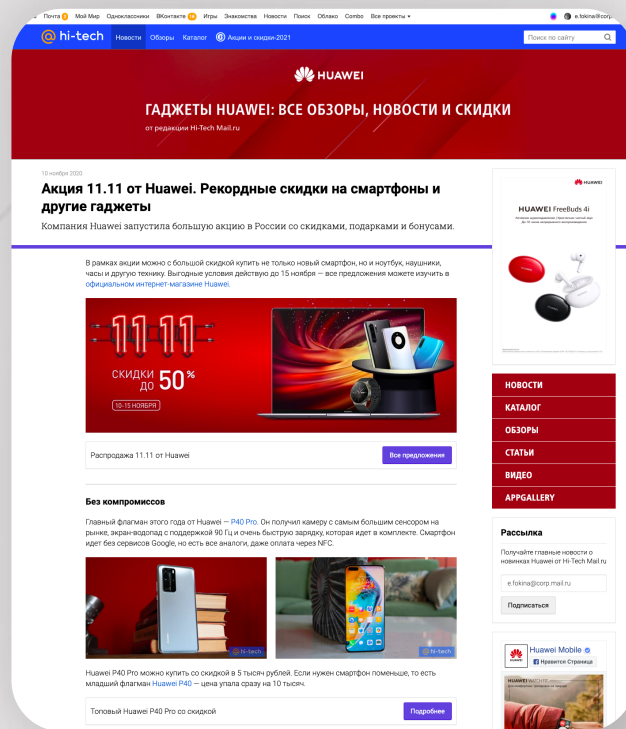 Почта 7 Мой Мир Одноклассники ВКонтакте Игры Знакомства Новости Поиск Облако Combo Все проекты
e.fokina@corp
@ hi-tech Новости Обзоры Каталог Акции и скидки-2021
Поиск по сайту
HUAWEI
ГАДЖЕТЫ HUAWEI: ВСЕ ОБЗОРЫ, НОВОСТИ И СКИДКИ
от редакции Hi-Tech Mail.ru
10 ноября 2020
Акция 11.11 от Huawei. Рекордные скидки на смартфоны и
другие гаджеты
Компания Huawei запустила большую акцию в России со скидками, подарками и бонусами.
В рамках акции можно с большой скидкой купить не только новый смартфон, но и ноутбук, наушники,
часы и другую технику. Выгодные условия действую до 15 ноября — все предложения можете изучить в
официальном интернет-магазине Huawei.
11 11
СКИДКИ
ДО 50%
10-15 НОЯБРЯ
Распродажа 11.11 от Huawei
Все предложения
Без компромиссов
Главный флагман этого года от Huawei — P40 Pro. Он получил камеру с самым большим сенсором на
рынке, экран-водопад с поддержкой 90 Гц и очень быструю зарядку, которая идет в комплекте. Смартфон
идет без сервисов Google, но есть все аналоги, даже оплата через NFC.
@ hi-tech
@ hi-tech
Huawei P40 Pro можно купить со скидкой в 5 тысяч рублей. Если нужен смартфон поменьше, то есть
младший флагман Huawei P40 — цена упала сразу на 10 тысяч.
Топовый Huawei P40 Pro со скидкой
Подробнее
HUAWEI
HUAWEI FreeBuds 4i
НОВОСТИ
КАТАЛОГ
ОБЗОРЫ
СТАТЬИ
ВИДЕО
APPGALLERY
Рассылка
Получайте главные новости о
новинках Huawei от Hi-Tech Mail.ru
e.fokina@corp.mail.ru
Подписаться
Huawei Mobile
Нравится Страница
HUAWEI WATCH FIT